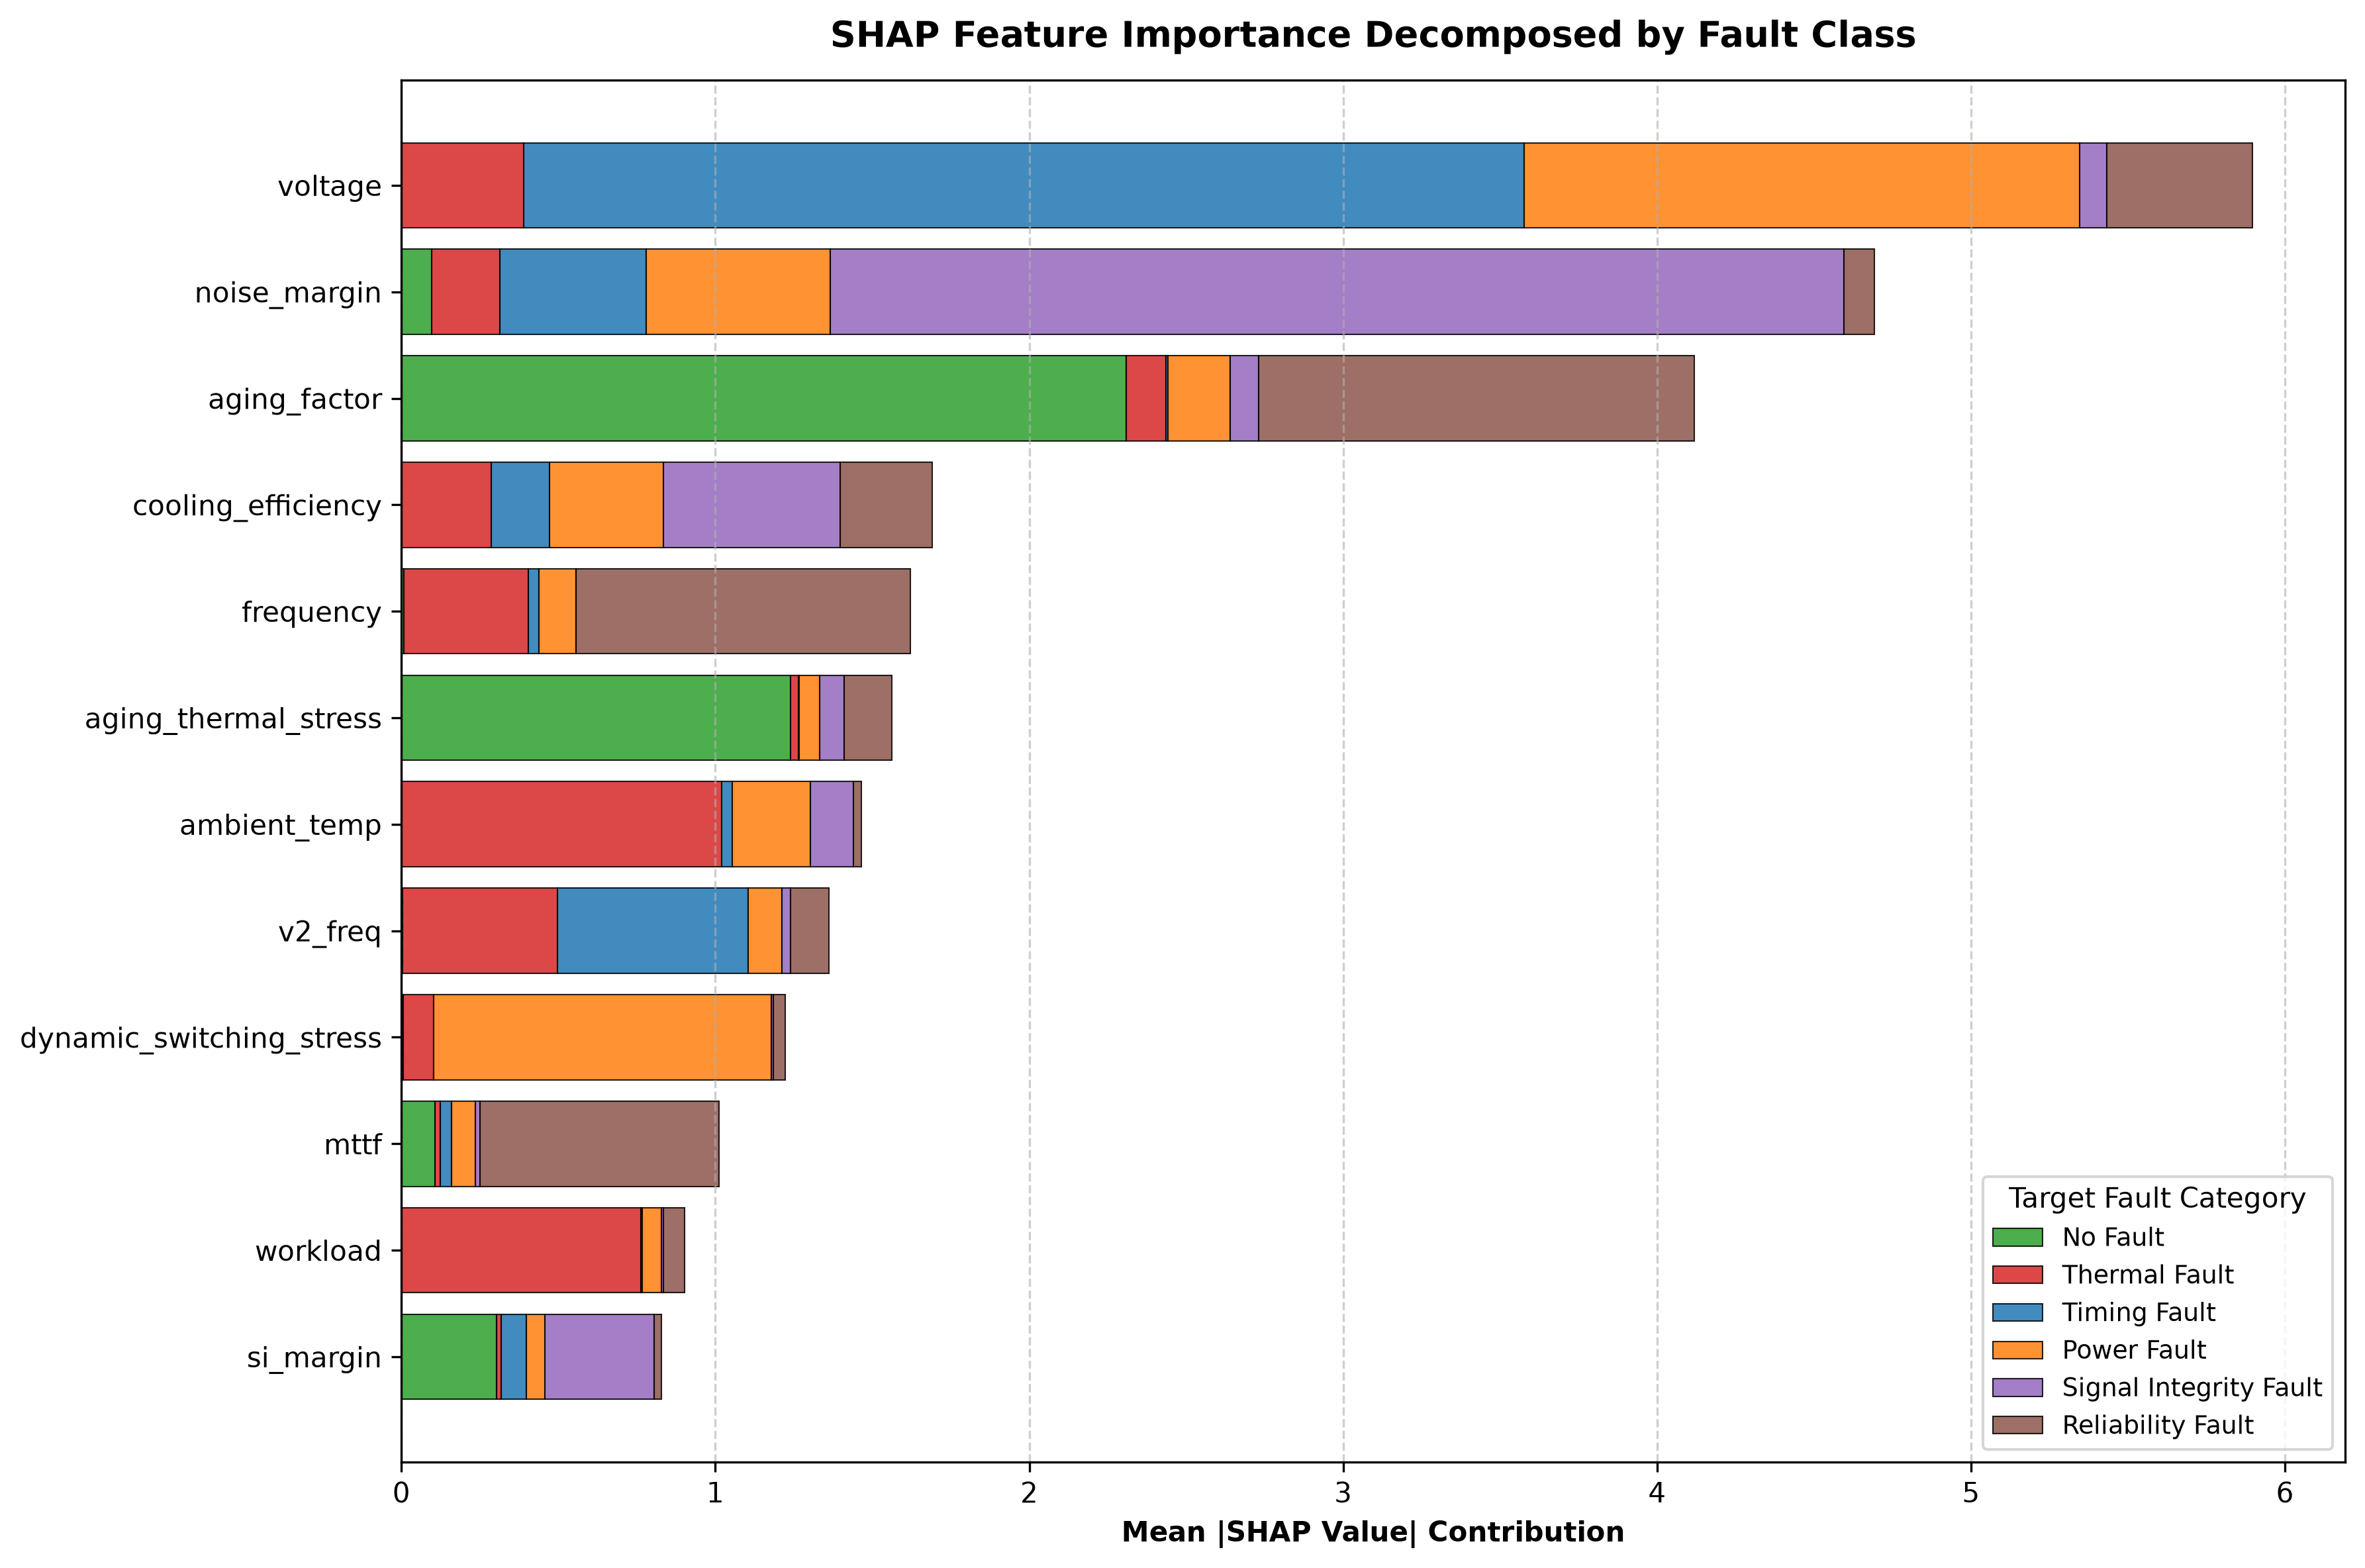 SHAP Feature Importance Decomposed by Fault Class
voltage
noise_margin
aging_factor
cooling_efficiency
frequency
aging_thermal_stress
ambient_temp
v2_freq
dynamic_switching_stress
mttf
workload
si_margin
Target Fault Category
No Fault
Thermal Fault
Timing Fault
Power Fault
Signal Integrity Fault
Reliability Fault
0 1 2 3 4 5 6
Mean |SHAP Value| Contribution